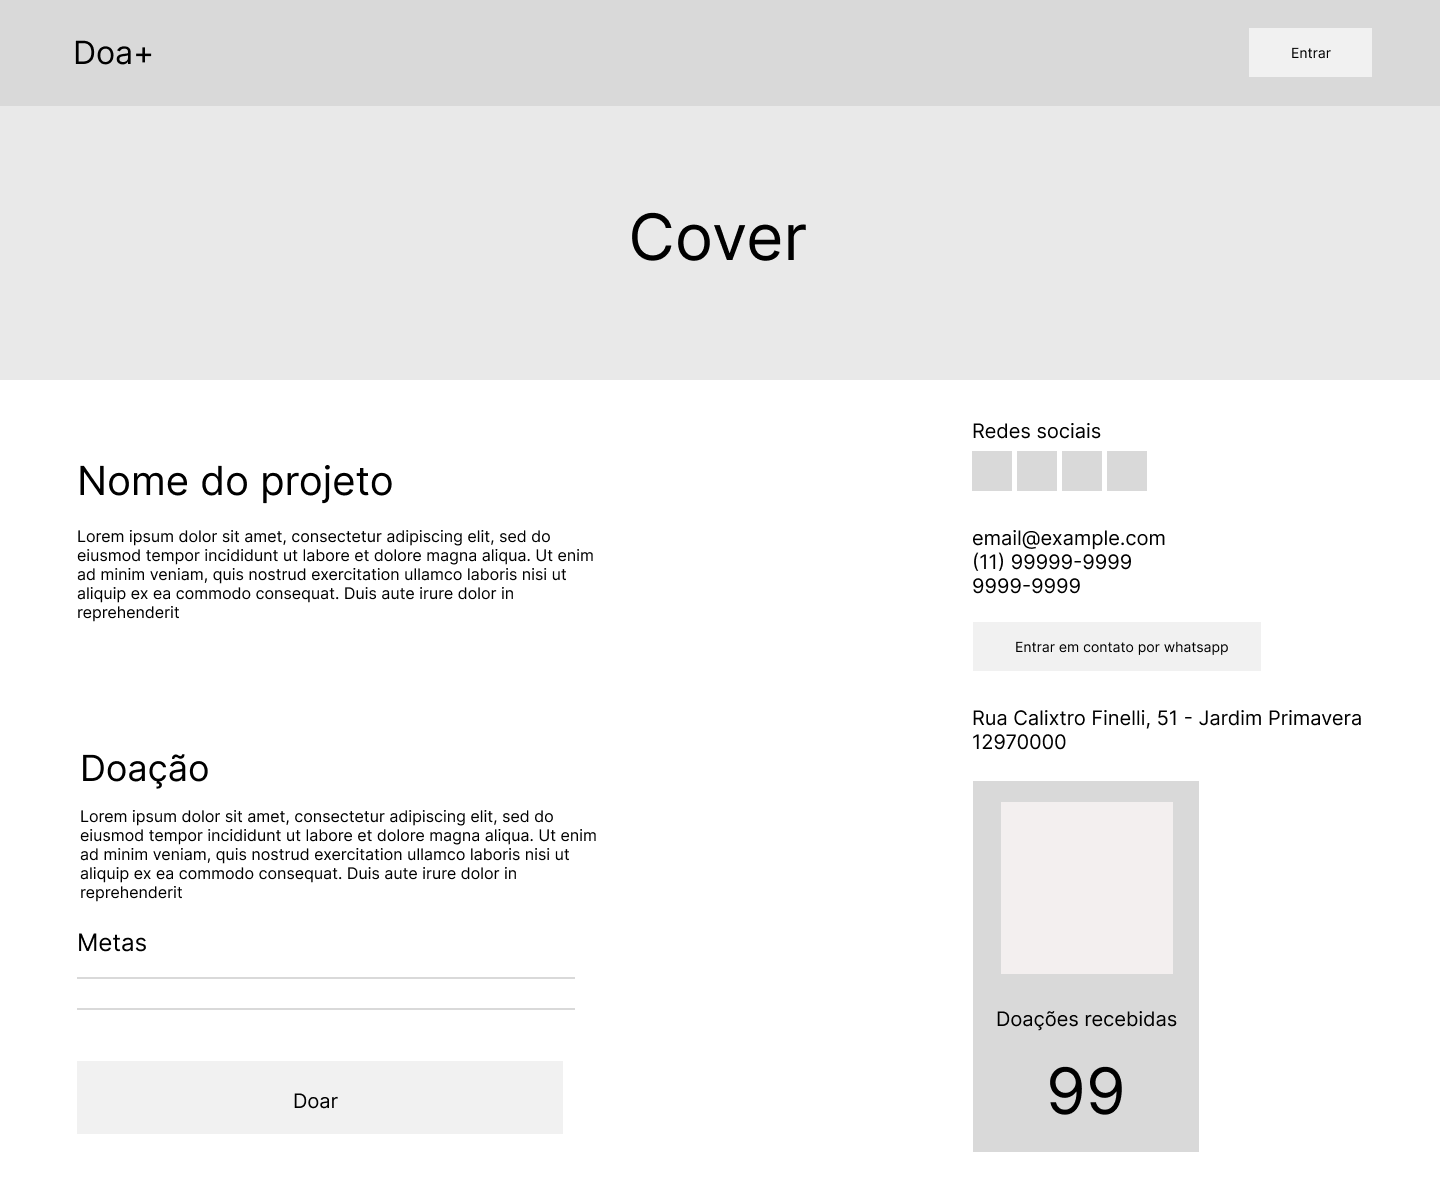 Doa+
Entrar
Cover
Nome do projeto
Lorem ipsum dolor sit amet, consectetur adipiscing elit, sed do
eiusmod tempor incididunt ut labore et dolore magna aliqua. Ut enim
ad minim veniam, quis nostrud exercitation ullamco laboris nisi ut
aliquip ex ea commodo consequat. Duis aute irure dolor in
reprehenderit
Doação
Lorem ipsum dolor sit amet, consectetur adipiscing elit, sed do
eiusmod tempor incididunt ut labore et dolore magna aliqua. Ut enim
ad minim veniam, quis nostrud exercitation ullamco laboris nisi ut
aliquip ex ea commodo consequat. Duis aute irure dolor in
reprehenderit
Metas
Doar
Redes sociais
email@example.com
(11) 99999-9999
9999-9999
Entrar em contato por whatsapp
Rua Calixtro Finelli, 51 - Jardim Primavera
12970000
Doações recebidas
99